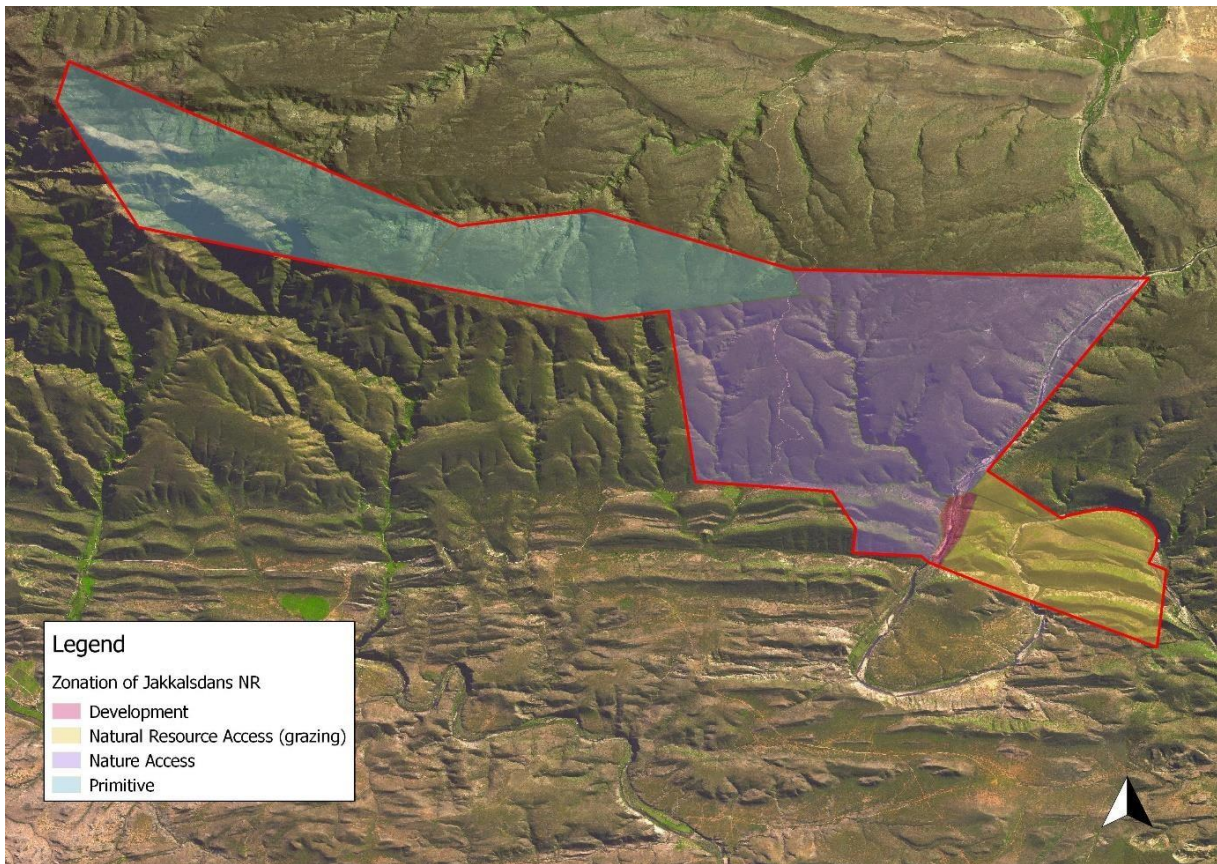 Legend
Zonation of Jakkalsdans NR
Development
Natural Resource Access (grazing)
Nature Access
Primitive